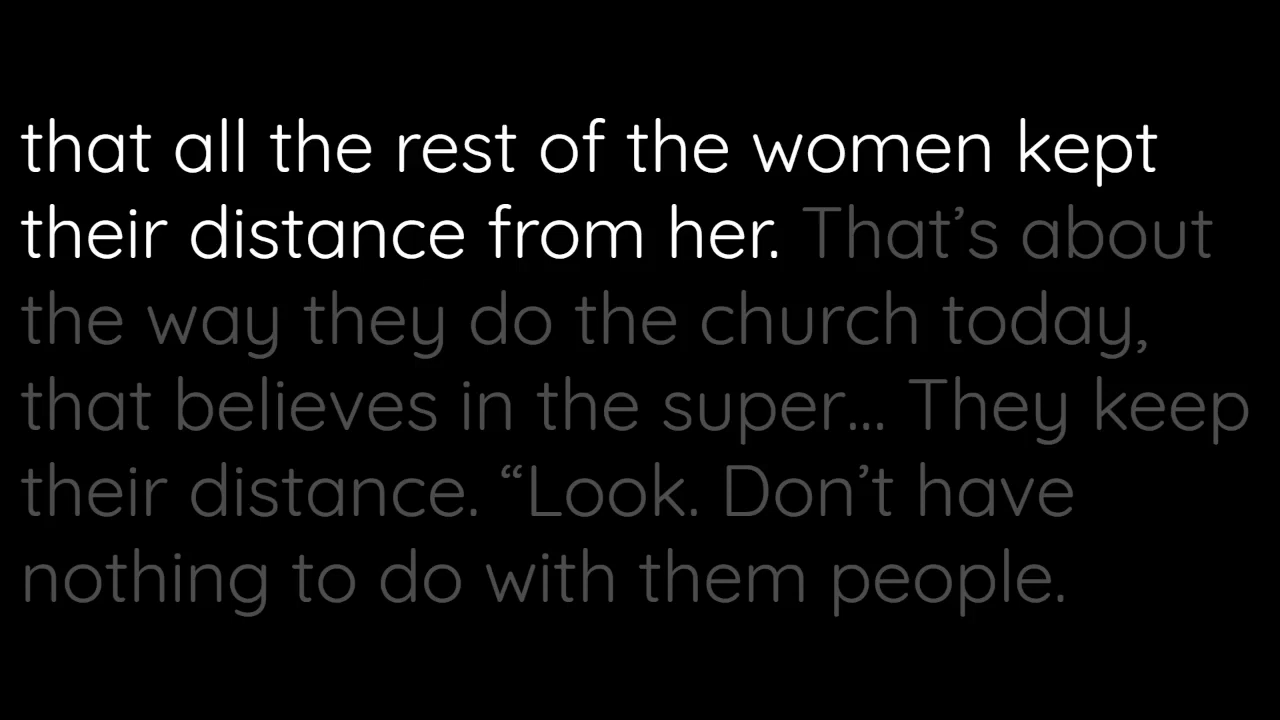 that all the rest of the women kept
their distance from her. That’s about
the way they do the church today,
that believes in the super... They keep
their distance. “Look. Don’t have
nothing to do with them people.